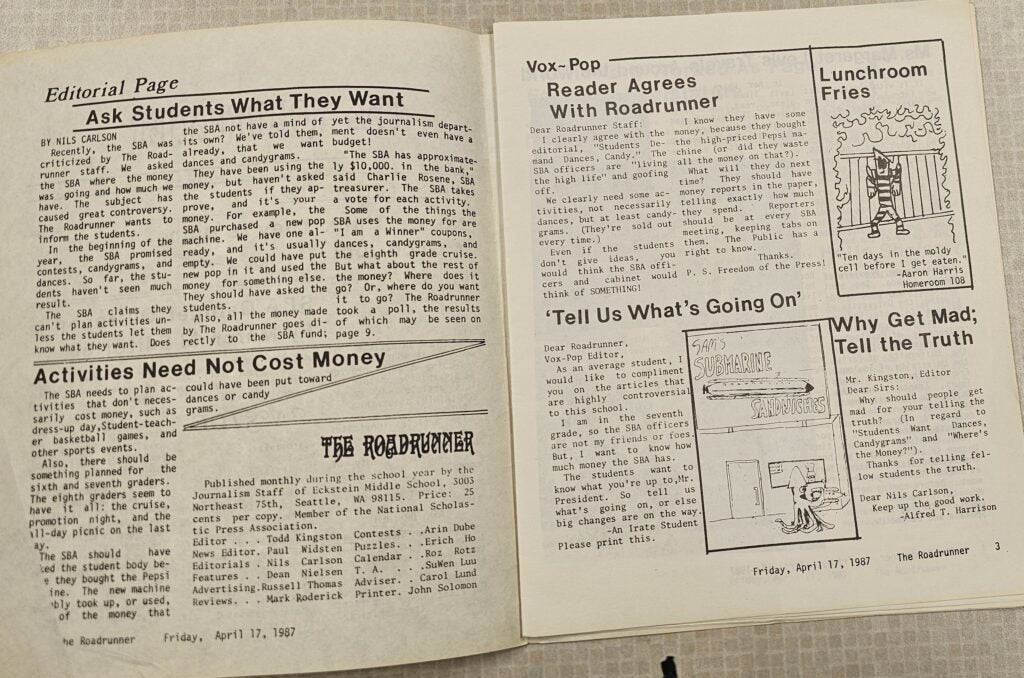 Editorial Page
Ask Students What They Want
BY NILS CARLSON
Recently, the SBA was
criticized by The Road-
runner staff. We asked
the SBA where the money
was going and how much we
have. The subject has
caused great controversy.
The Roadrunner wants to
inform the students.
In the beginning of the
year, the SBA promised
contests, candygrams, and
dances. So far, the stu-
dents haven't seen much
result.
The SBA claims they
can't plan activities un-
less the students let them
know what they want. Does
the SBA not have a mind of
its own? We've told them,
already, that we want
dances and candygrams.
They have been using the
money, but haven't asked
the students if they ap-
prove, and it's your
money. For example, the
SBA purchased a new pop
machine. We have one al-
ready, and it's usually
empty. We could have put
new pop in it and used the
money for something else.
They should have asked the
students.
Also, all the money made
by The Roadrunner goes di-
rectly to the SBA fund;
yet the journalism depart-
ment doesn't even have a
budget!
"The SBA has approximate-
ly $10,000. in the bank,"
said Charlie Rosene, SBA
treasurer. The SBA takes
a vote for each activity.
Some of the things the
SBA uses the money for are
"I am a Winner" coupons,
dances, candygrams, and
the eighth grade cruise.
But what about the rest of
the money? Where does it
go? Or, where do you want
it to go? The Roadrunner
took a poll, the results
of which may be seen on
page 9.
Activities Need Not Cost Money
The SBA needs to plan ac-
tivities that don't neces-
sarily cost money, such as
dress-up day, Student-teach-
er basketball games, and
other sports events.
Also, there should be
something planned for the
sixth and seventh graders.
The eighth graders seem to
have it all: the cruise,
promotion night, and the
ll-day picnic on the last
ay.
The SBA should have
ked the student body be-
e they bought the Pepsi
ine. The new machine
bly took up, or used,
of the money that
could have been put toward
dances or candy
grams.
THE ROADRUNNER
Published monthly during the school year by the
Journalism Staff of Eckstein Middle School, 3003
Northeast 75th, Seattle, WA 98115. Price: 25
cents per copy. Member of the National Scholas-
tic Press Association.
Editor . . . Todd Kingston Contests . . Arin Dube
News Editor. Paul Widsten Puzzles. . . Erich Ho
Editorials . Nils Carlson Calendar . . Roz Rotz
Features . . Dean Nielsen T. A. . . . SuWen Luu
Advertising.Russell Thomas Adviser. . Carol Lund
Reviews. . . Mark Roderick Printer. John Solomon
he Roadrunner Friday, April 17, 1987
Vox~Pop
Reader Agrees
With Roadrunner
Dear Roadrunner Staff:
I clearly agree with the
editorial, "Students De-
mand Dances, Candy." The
SBA officers are "living
the high life" and goofing
off.
We clearly need some ac-
tivities, not necessarily
dances, but at least candy-
grams. (They're sold out
every time.)
Even if the students
don't give ideas, you
would think the SBA offi-
cers and cabinet would
think of SOMETHING!
I know they have some
money, because they bought
the high-priced Pepsi ma-
chine (or did they waste
all the money on that?).
What will they do next
time? They should have
money reports in the paper,
telling exactly how much
they spend. Reporters
should be at every SBA
meeting, keeping tabs on
them. The Public has a
right to know.
Thanks.
P. S. Freedom of the Press!
Lunchroom
Fries
"Ten days in the moldy
cell before I get eaten."
-Aaron Harris
Homeroom 108
'Tell Us What's Going On'
Dear Roadrunner,
Vox-Pop Editor,
As an average student, I
would like to compliment
you on the articles that
are highly controversial
to this school.
I am in the seventh
grade, so the SBA officers
are not my friends or foes.
But, I want to know how
much money the SBA has.
The students want to
know what you're up to,Mr.
President. So tell us
what's going on, or else
big changes are on the way.
-An Irate Student
Please print this.
SAM'S
SUBMARINE
SANDWICHES
Why Get Mad;
Tell the Truth
Mr. Kingston, Editor
Dear Sirs:
Why should people get
mad for your telling the
truth? (In regard to
"Students Want Dances,
Candygrams" and "Where's
the Money?").
Thanks for telling fel-
low students the truth.
Dear Nils Carlson,
Keep up the good work.
-Alfred T. Harrison
Friday, April 17, 1987 The Roadrunner 3